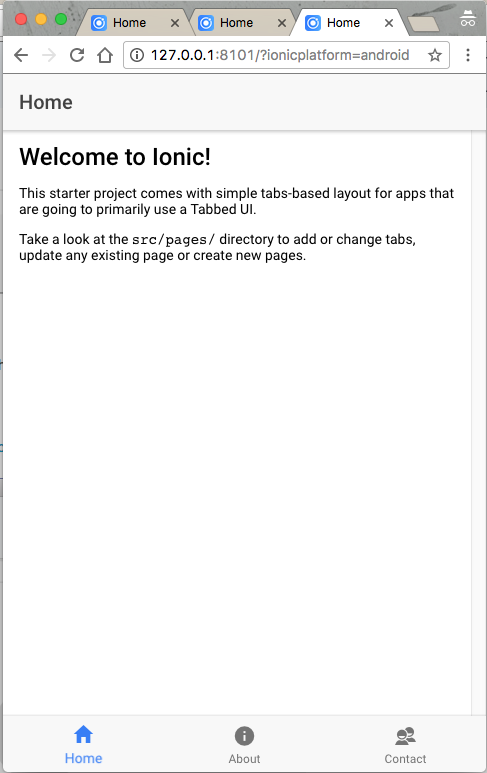 Home
Home
Home
127.0.0.1:8101/?ionicplatform=android
Home
Welcome to Ionic!
This starter project comes with simple tabs-based layout for apps that
are going to primarily use a Tabbed UI.
Take a look at the src/pages/ directory to add or change tabs,
update any existing page or create new pages.
Home
About
Contact